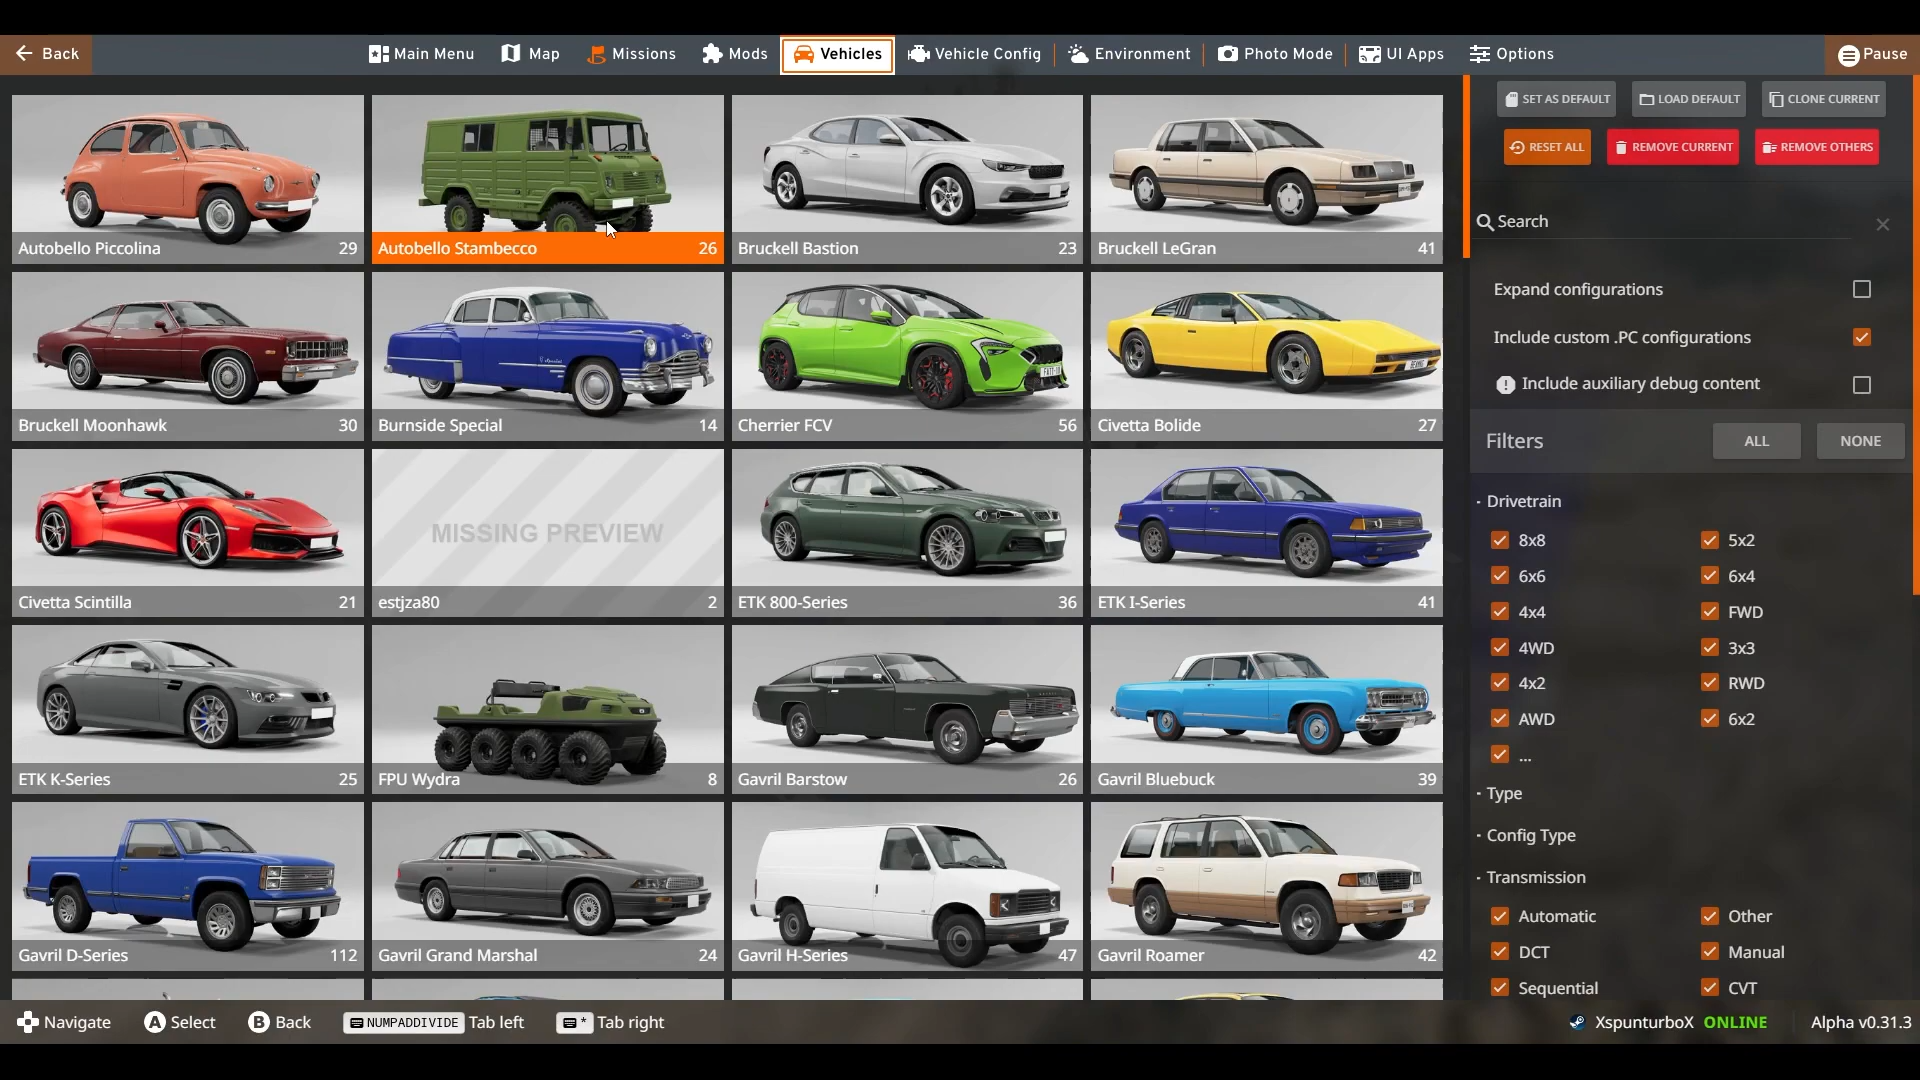 Back
Main Menu
Map
Missions
Mods
Vehicles
Vehicle Config
Environment
Photo Mode
UI Apps
Options
Pause
SET AS DEFAULT
LOAD DEFAULT
CLONE CURRENT
RESET ALL
REMOVE CURRENT
REMOVE OTHERS
Autobello Piccolina 29
Autobello Stambecco 26
Bruckell Bastion 23
Bruckell LeGran 41
Bruckell Moonhawk 30
Burnside Special 14
Cherrier FCV 56
Civetta Bolide 27
Civetta Scintilla 21
MISSING PREVIEW
estjza80 2
ETK 800-Series 36
ETK I-Series 41
ETK K-Series 25
FPU Wydra 8
Gavril Barstow 26
Gavril Bluebuck 39
Gavril D-Series 112
Gavril Grand Marshal 24
Gavril H-Series 47
Gavril Roamer 42
Search
Expand configurations
Include custom .PC configurations
Include auxiliary debug content
Filters
ALL
NONE
- Drivetrain
8x8
5x2
6x6
6x4
4x4
FWD
4WD
3x3
4x2
RWD
AWD
6x2
...
- Type
- Config Type
- Transmission
Automatic
Other
DCT
Manual
Sequential
CVT
Navigate
A Select
B Back
NUMPADDIVIDE Tab left
* Tab right
XspunturboX ONLINE
Alpha v0.31.3